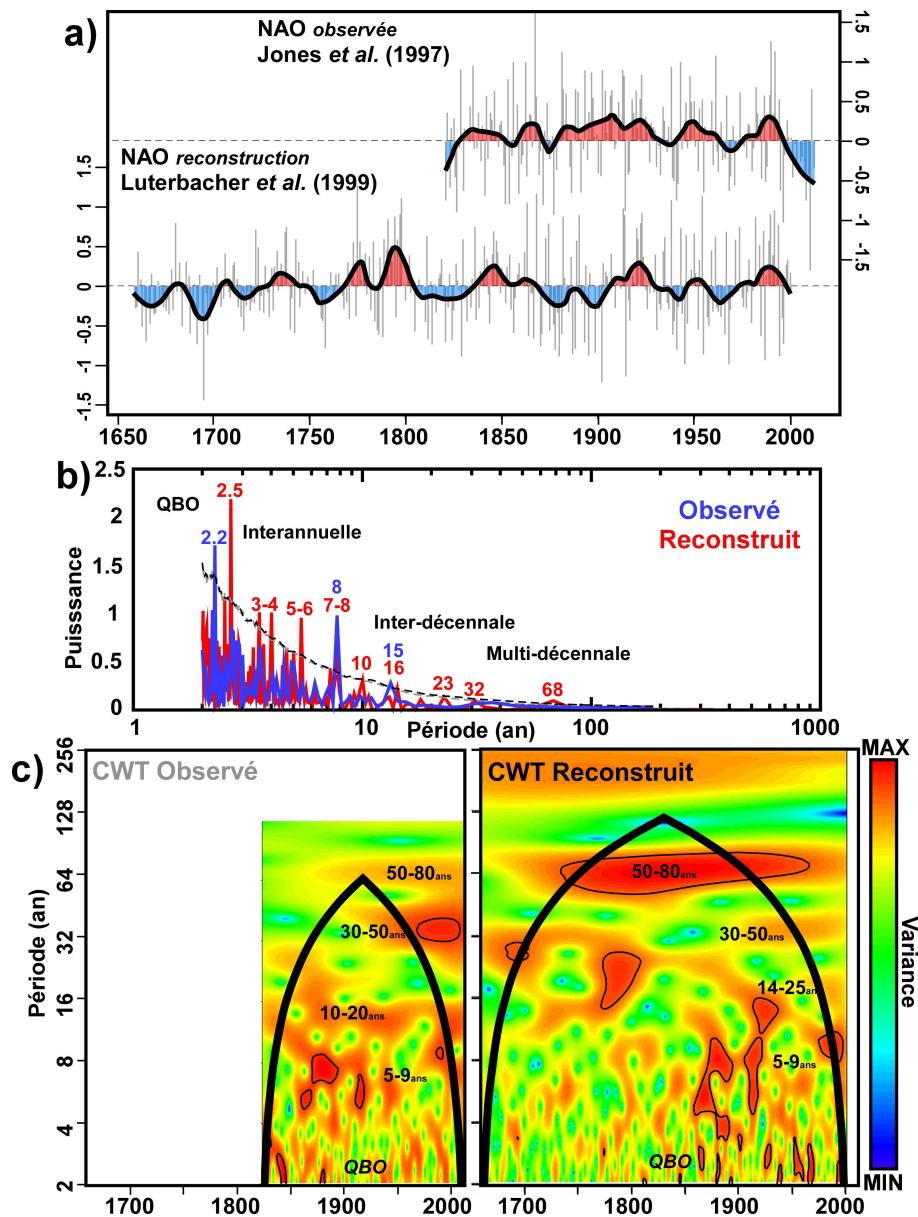 a)
NAO observée
Jones et al. (1997)
1.5
1
0.5
0
-0.5
-1
-1.5
NAO reconstruction
Luterbacher et al. (1999)
1.5
0.5
0
-0.5
-1
-1.5
1650 1700 1750 1800 1850 1900 1950 2000
b)
2.5
2
1.5
1
0.5
0
Puisssance
QBO
2.5
2.2
Interannuelle
Observé
Reconstruit
3-4
5-6
8
7-8
Inter-décennale
10
15
16
Multi-décennale
23
32
68
1 10 100 1000
Période (an)
c)
CWT Observé
CWT Reconstruit
256
128
64
32
16
8
4
2
Période (an)
50-80ans
30-50ans
10-20ans
5-9ans
QBO
1700 1800 1900 2000
50-80ans
30-50ans
14-25an
5-9ans
QBO
1700 1800 1900 2000
MAX
Variance
MIN